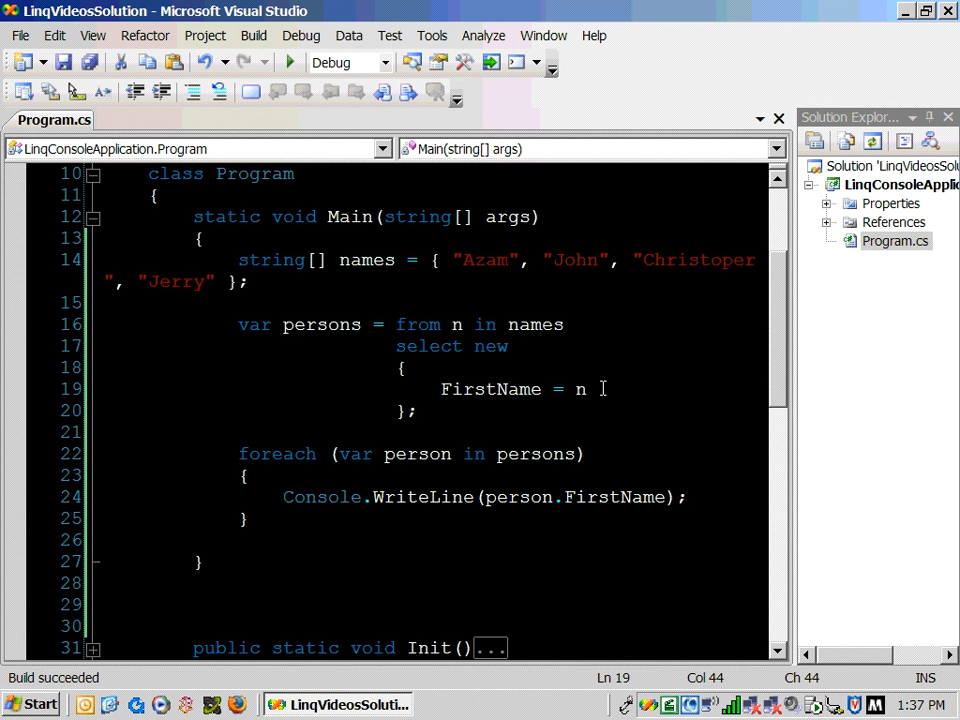 LinqVideosSolution - Microsoft Visual Studio
File Edit View Refactor Project Build Debug Data Test Tools Analyze Window Help
Debug
Program.cs
Solution Explor...
LinqConsoleApplication.Program
Main(string[] args)
Solution 'LinqVideosSolu
LinqConsoleApplic
Properties
References
Program.cs
10 class Program
11 {
12 static void Main(string[] args)
13 {
14 string[] names = { "Azam", "John", "Christoper
", "Jerry" };
15
16 var persons = from n in names
17 select new
18 {
19 FirstName = n
20 };
21
22 foreach (var person in persons)
23 {
24 Console.WriteLine(person.FirstName);
25 }
26
27 }
28
29
30
31 public static void Init()...
Build succeeded Ln 19 Col 44 Ch 44 INS
Start LinqVideosSoluti... 1:37 PM